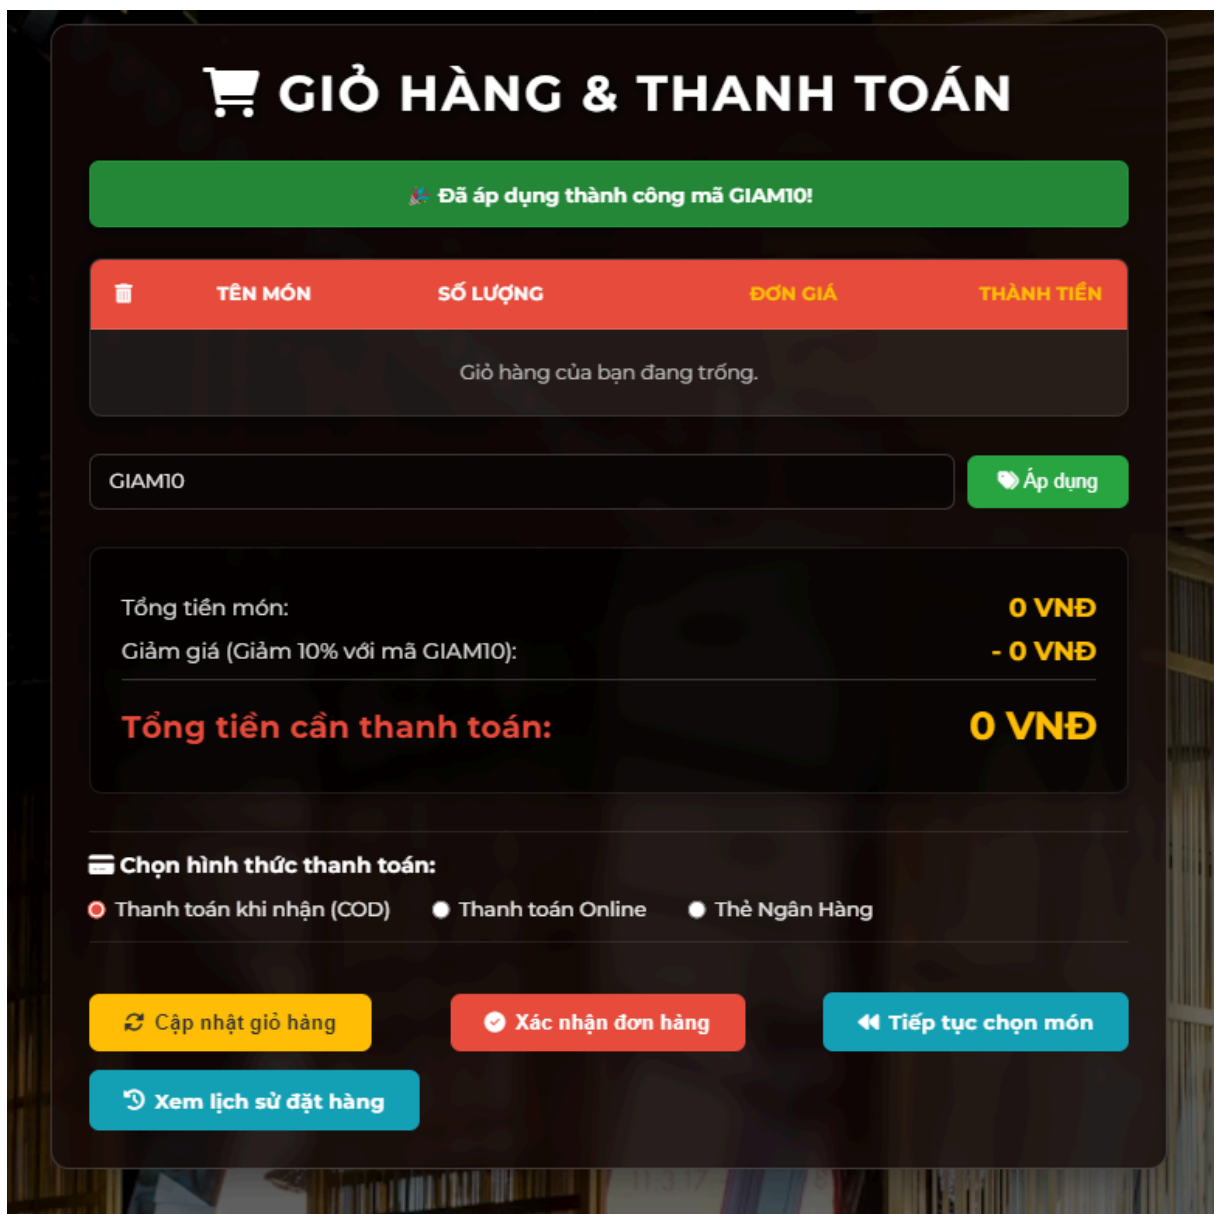 GIỎ HÀNG & THANH TOÁN
🎉 Đã áp dụng thành công mã GIAM10!
TÊN MÓN SỐ LƯỢNG ĐƠN GIÁ THÀNH TIỀN
Giỏ hàng của bạn đang trống.
GIAM10 Áp dụng
Tổng tiền món: 0 VNĐ
Giảm giá (Giảm 10% với mã GIAM10): - 0 VNĐ
Tổng tiền cần thanh toán: 0 VNĐ
Chọn hình thức thanh toán:
Thanh toán khi nhận (COD) Thanh toán Online Thẻ Ngân Hàng
Cập nhật giỏ hàng Xác nhận đơn hàng Tiếp tục chọn món
Xem lịch sử đặt hàng